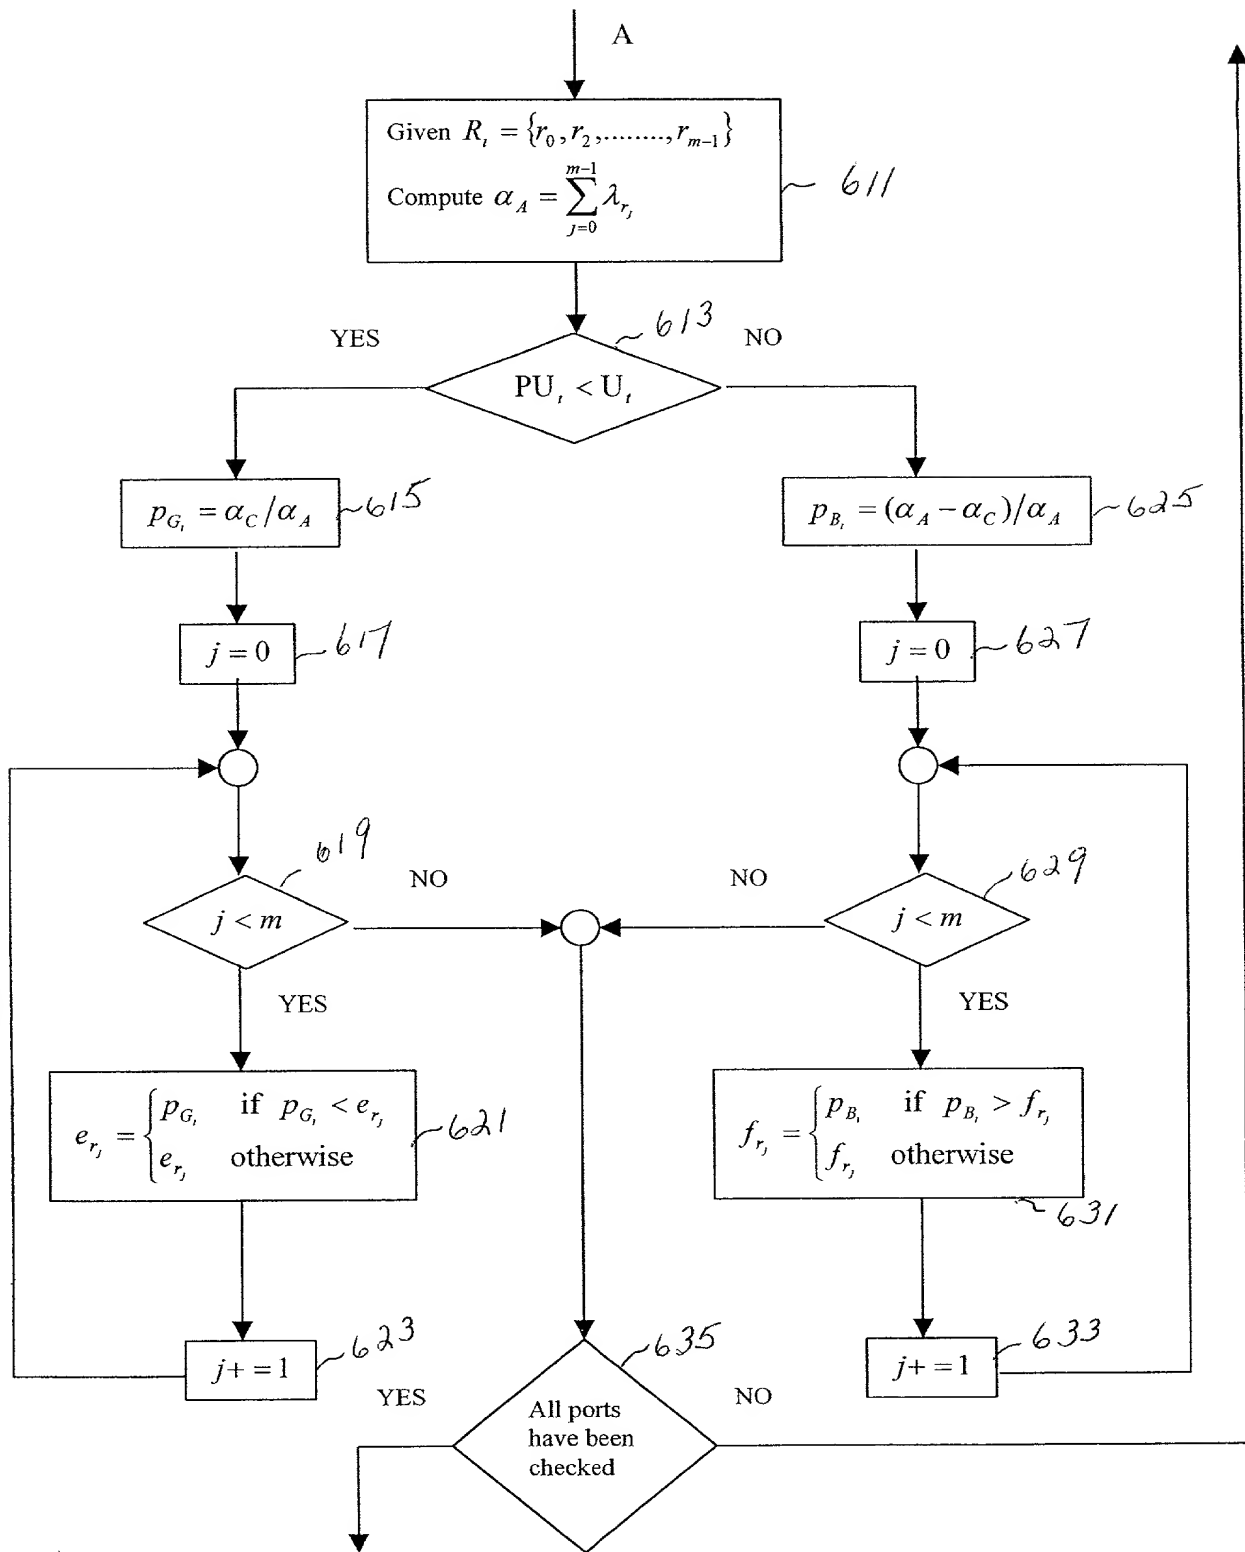 A
Given R_t = {r_0, r_2, ........, r_{m-1}}
Compute α_A = \sum_{j=0}^{m-1} λ_{r_j}
611
613
YES
NO
PU_t < U_t
p_{G_t} = α_C / α_A
615
p_{B_t} = (α_A − α_C) / α_A
625
j = 0
617
j = 0
627
619
NO
NO
629
j < m
j < m
YES
YES
e_{r_j} = { p_{G_t} if p_{G_t} < e_{r_j}
e_{r_j} otherwise
621
f_{r_j} = { p_{B_t} if p_{B_t} > f_{r_j}
f_{r_j} otherwise
631
j+ = 1
623
635
j+ = 1
633
YES
NO
All ports
have been
checked